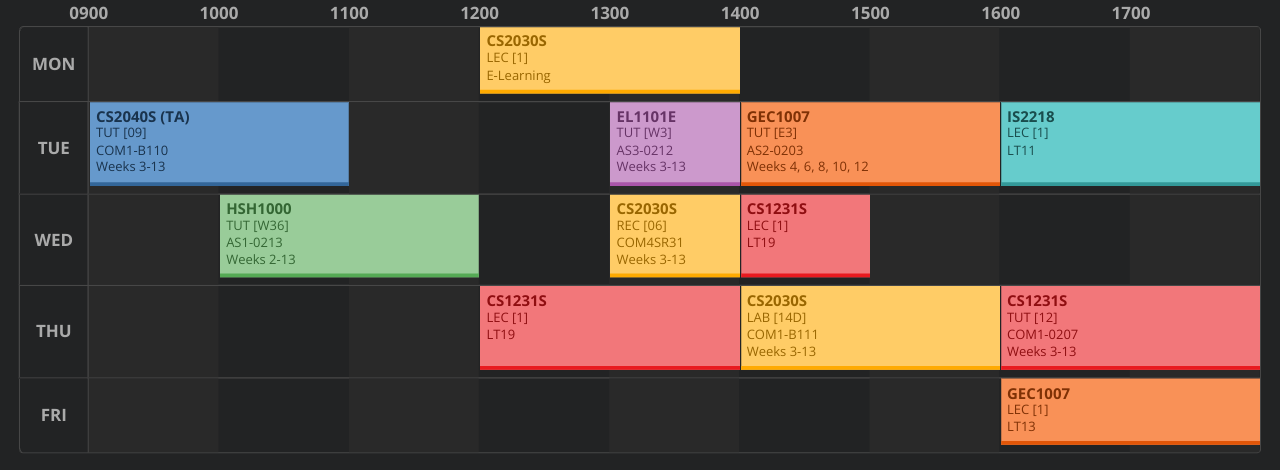 0900 1000 1100 1200 1300 1400 1500 1600 1700
MON
CS2030S
LEC [1]
E-Learning
TUE
CS2040S (TA)
TUT [09]
COM1-B110
Weeks 3-13
EL1101E
TUT [W3]
AS3-0212
Weeks 3-13
GEC1007
TUT [E3]
AS2-0203
Weeks 4, 6, 8, 10, 12
IS2218
LEC [1]
LT11
WED
HSH1000
TUT [W36]
AS1-0213
Weeks 2-13
CS2030S
REC [06]
COM4SR31
Weeks 3-13
CS1231S
LEC [1]
LT19
THU
CS1231S
LEC [1]
LT19
CS2030S
LAB [14D]
COM1-B111
Weeks 3-13
CS1231S
TUT [12]
COM1-0207
Weeks 3-13
FRI
GEC1007
LEC [1]
LT13